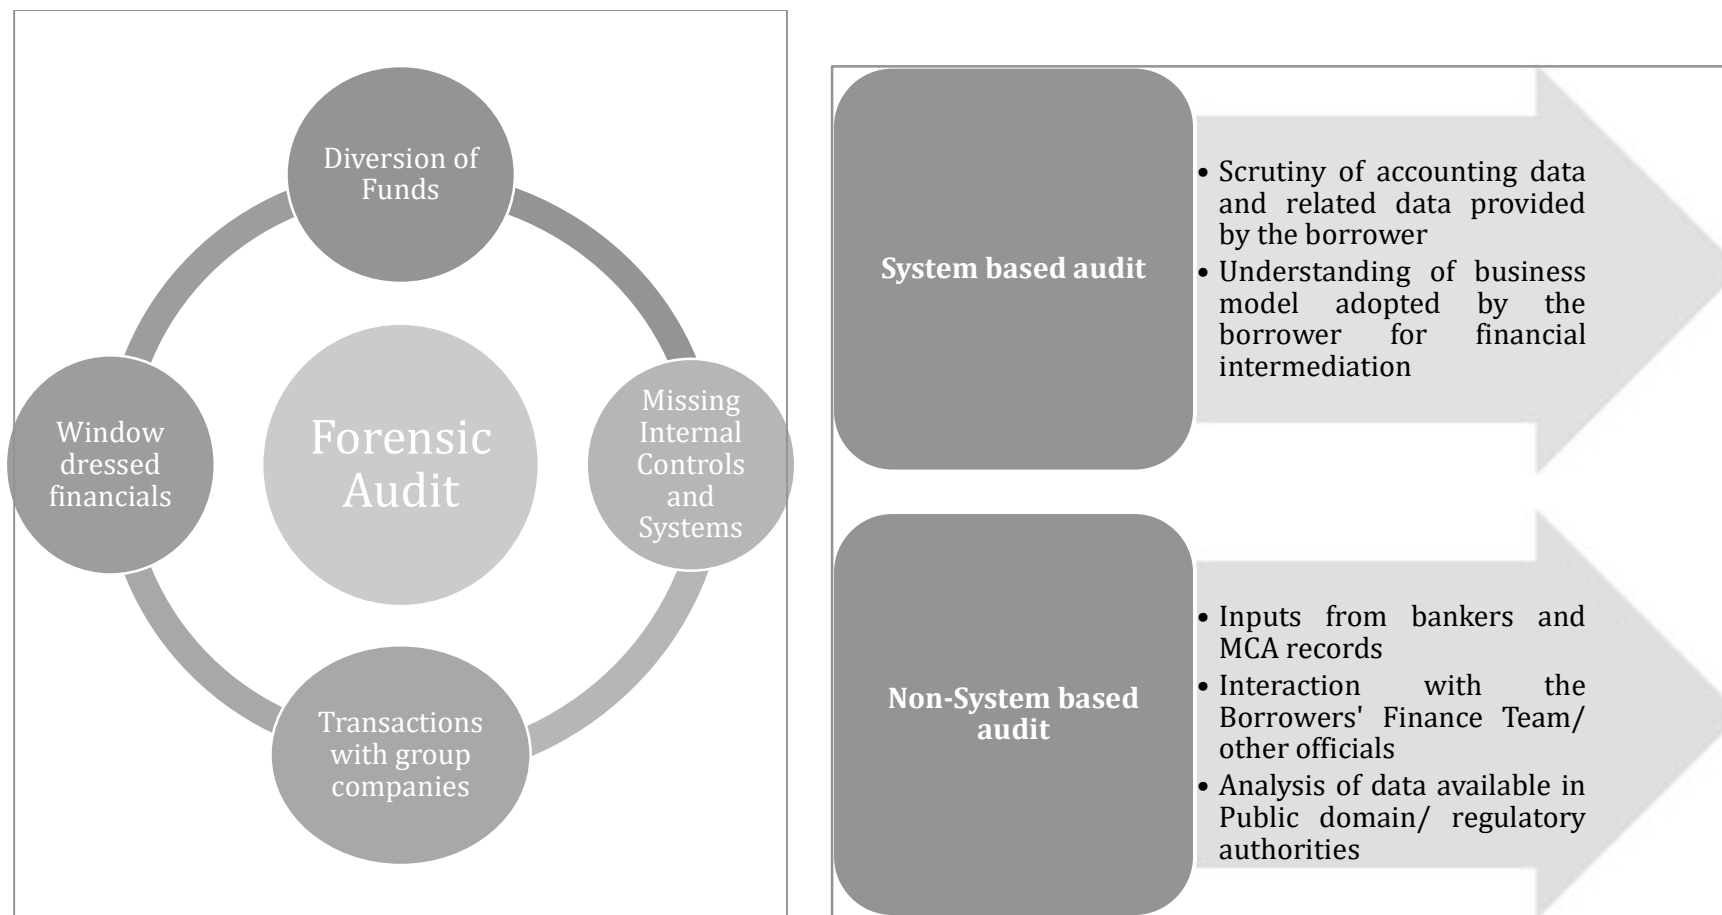 Diversion of
Funds
Window
dressed
financials
Forensic
Audit
Missing
Internal
Controls
and
Systems
Transactions
with group
companies
System based audit
• Scrutiny of accounting data
and related data provided
by the borrower
• Understanding of business
model adopted by the
borrower for financial
intermediation
Non-System based
audit
• Inputs from bankers and
MCA records
• Interaction with the
Borrowers' Finance Team/
other officials
• Analysis of data available in
Public domain/ regulatory
authorities